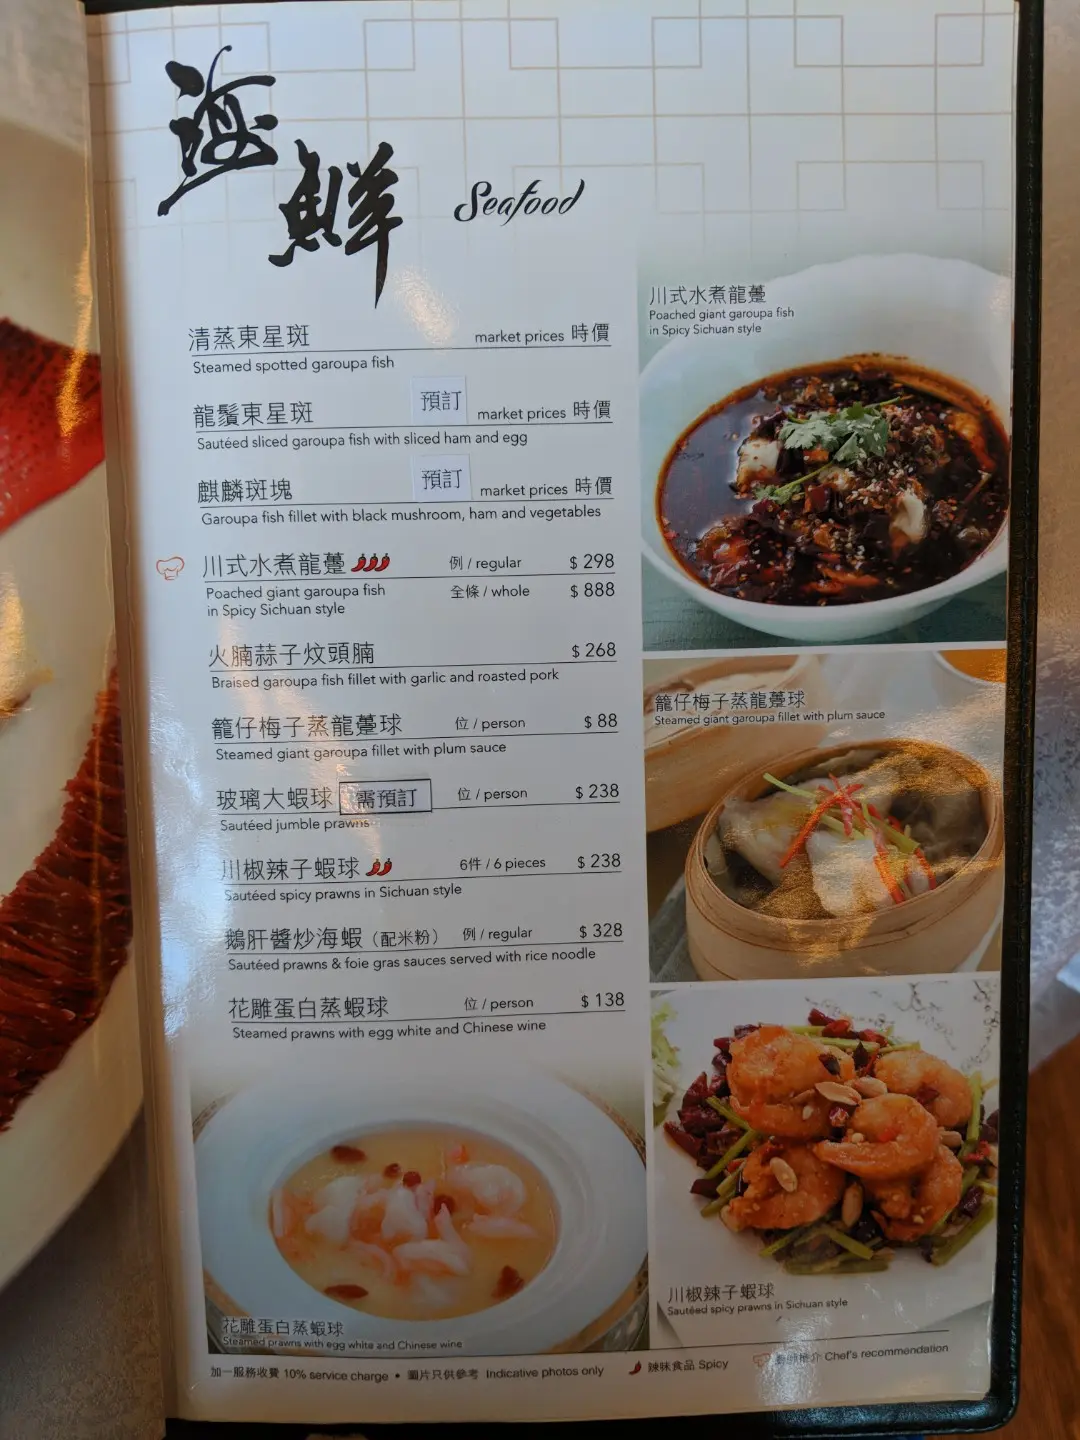 海鮮
Seafood
清蒸東星斑 market prices 時價
Steamed spotted garoupa fish
龍鬚東星斑 預訂 market prices 時價
Sautéed sliced garoupa fish with sliced ham and egg
麒麟斑塊 預訂 market prices 時價
Garoupa fish fillet with black mushroom, ham and vegetables
川式水煮龍躉 例 / regular $ 298
Poached giant garoupa fish 全條 / whole $ 888
in Spicy Sichuan style
火腩蒜子炆頭腩 $ 268
Braised garoupa fish fillet with garlic and roasted pork
籠仔梅子蒸龍躉球 位 / person $ 88
Steamed giant garoupa fillet with plum sauce
玻璃大蝦球 需預訂 位 / person $ 238
Sautéed jumble prawns
川椒辣子蝦球 6件 / 6 pieces $ 238
Sautéed spicy prawns in Sichuan style
鵝肝醬炒海蝦（配米粉） 例 / regular $ 328
Sautéed prawns & foie gras sauces served with rice noodle
花雕蛋白蒸蝦球 位 / person $ 138
Steamed prawns with egg white and Chinese wine
川式水煮龍躉
Poached giant garoupa fish
in Spicy Sichuan style
籠仔梅子蒸龍躉球
Steamed giant garoupa fillet with plum sauce
川椒辣子蝦球
Sautéed spicy prawns in Sichuan style
花雕蛋白蒸蝦球
Steamed prawns with egg white and Chinese wine
加一服務收費 10% service charge • 圖片只供參考 Indicative photos only 辣味食品 Spicy 推介 Chef's recommendation